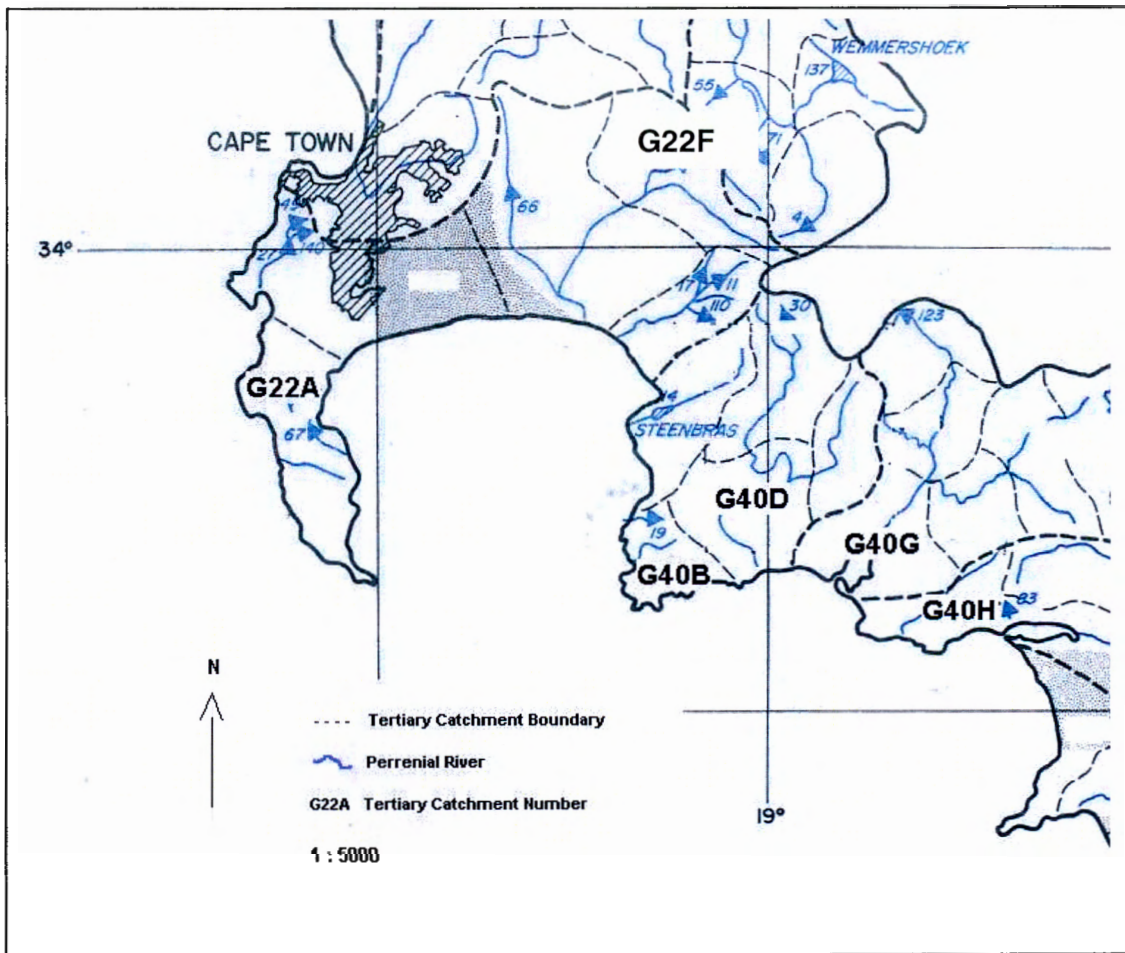 WEMMERSHOEK
137
55
CAPE TOWN
G22F
71
49
66
4
34°
140
27
17
11
110
30
123
G22A
14
STEENBRAS
67
G40D
19
G40G
G40B
G40H
83
N
Tertiary Catchment Boundary
Perrenial River
G22A Tertiary Catchment Number
19°
1 : 5000